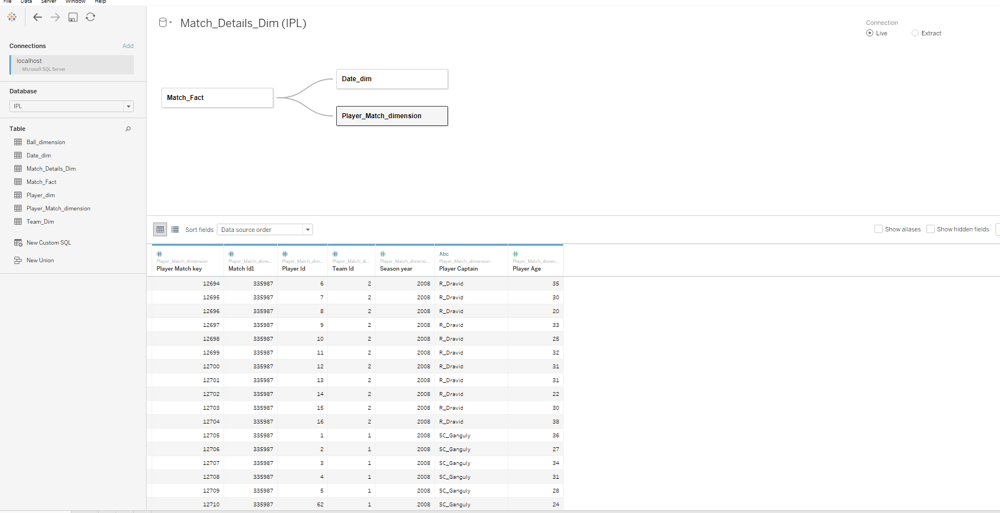 File Data Server Window Help
Match_Details_Dim (IPL)
Connection
Live Extract
Connections Add
localhost
Microsoft SQL Server
Database
IPL
Table
Ball_dimension
Date_dim
Match_Details_Dim
Match_Fact
Player_dim
Player_Match_dimension
Team_Dim
New Custom SQL
New Union
Match_Fact
Date_dim
Player_Match_dimension
Sort fields Data source order Show aliases Show hidden fields
# # # # # Abc #
Player_Match_dimension Player_Match_dime... Player_Match_dim... Player_Match_di... Player_Match_dimensi... Player_Match_dimension Player_Match_dimen...
Player Match key Match Id1 Player Id Team Id Season year Player Captain Player Age
12694 335987 6 2 2008 R_Dravid 35
12695 335987 7 2 2008 R_Dravid 30
12696 335987 8 2 2008 R_Dravid 20
12697 335987 9 2 2008 R_Dravid 33
12698 335987 10 2 2008 R_Dravid 25
12699 335987 11 2 2008 R_Dravid 32
12700 335987 12 2 2008 R_Dravid 31
12701 335987 13 2 2008 R_Dravid 31
12702 335987 14 2 2008 R_Dravid 22
12703 335987 15 2 2008 R_Dravid 30
12704 335987 16 2 2008 R_Dravid 38
12705 335987 1 1 2008 SC_Ganguly 36
12706 335987 2 1 2008 SC_Ganguly 27
12707 335987 3 1 2008 SC_Ganguly 34
12708 335987 4 1 2008 SC_Ganguly 31
12709 335987 5 1 2008 SC_Ganguly 28
12710 335987 62 1 2008 SC_Ganguly 24